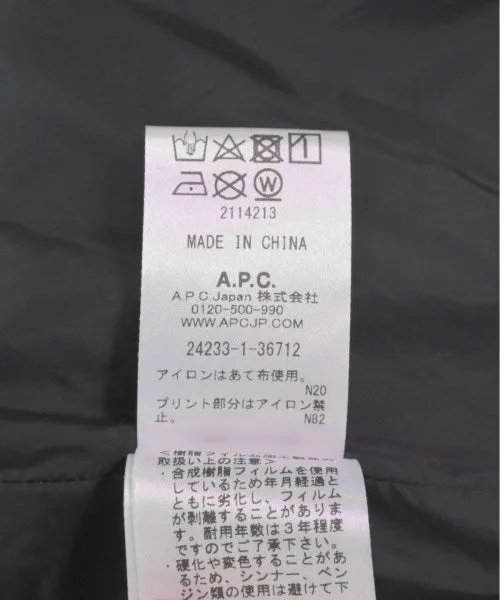 W
2114213
MADE IN CHINA
A.P.C.
A.P.C.Japan 株式会社
0120-500-990
WWW.APCJP.COM
24233-1-36712
アイロンはあて布使用。
N20
プリント部分はアイロン禁
止。
N82
取扱い上の注意>
・合成樹脂フィルムを使用
しているため年月経過と
ともに劣化し、フィルム
が剥離することがありま
す。耐用年数は3年程度
ですのでご了承下さい。
・硬化や変色することがあ
るため、シンナー、ベン
ジン類の使用は避けて下